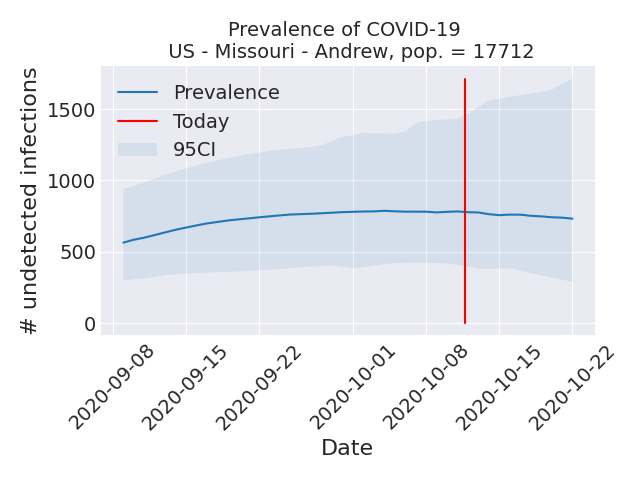 Prevalence of COVID-19
US - Missouri - Andrew, pop. = 17712
# undetected infections
1500
1000
500
0
Prevalence
Today
95CI
2020-09-08
2020-09-15
2020-09-22
2020-10-01
2020-10-08
2020-10-15
2020-10-22
Date